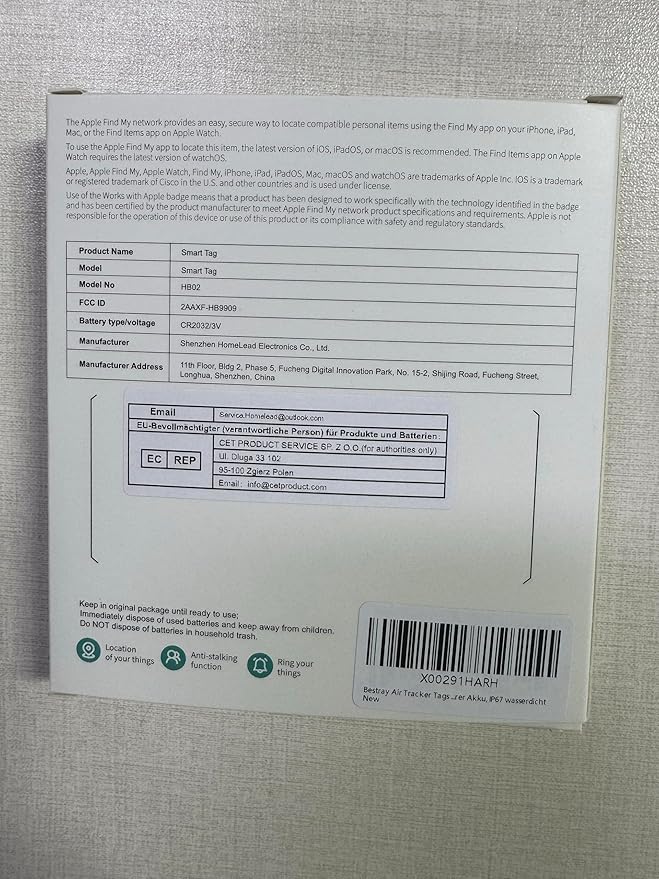 The Apple Find My network provides an easy, secure way to locate compatible personal items using the Find My app on your iPhone, iPad,
Mac, or the Find Items app on Apple Watch.
To use the Apple Find My app to locate this item, the latest version of iOS, iPadOS, or macOS is recommended. The Find Items app on Apple
Watch requires the latest version of watchOS.
Apple, Apple Find My, Apple Watch, Find My, iPhone, iPad, iPadOS, Mac, macOS and watchOS are trademarks of Apple Inc. IOS is a trademark
or registered trademark of Cisco in the U.S. and other countries and is used under license.
Use of the Works with Apple badge means that a product has been designed to work specifically with the technology identified in the badge
and has been certified by the product manufacturer to meet Apple Find My network product specifications and requirements. Apple is not
responsible for the operation of this device or use of this product or its compliance with safety and regulatory standards.
Product Name Smart Tag
Model Smart Tag
Model No HB02
FCC ID 2AAXF-HB9909
Battery type/voltage CR2032/3V
Manufacturer Shenzhen HomeLead Electronics Co., Ltd.
Manufacturer Address 11th Floor, Bldg 2, Phase 5, Fucheng Digital Innovation Park, No. 15-2, Shijing Road, Fucheng Street,
Longhua, Shenzhen, China
Email Service.Homelead@outlook.com
EU-Bevollmächtigter (verantwortliche Person) für Produkte und Batterien:
EC REP
CET PRODUCT SERVICE SP. Z O.O.(for authorities only)
Ul. Dluga 33 102
95-100 Zgierz Polen
Email: info@cetproduct.com
Keep in original package until ready to use;
Immediately dispose of used batteries and keep away from children.
Do NOT dispose of batteries in household trash.
Location
of your things
Anti-stalking
function
Ring your
things
X00291HARH
Bestray Air Tracker Tags ...rer Akku, IP67 wasserdicht
New